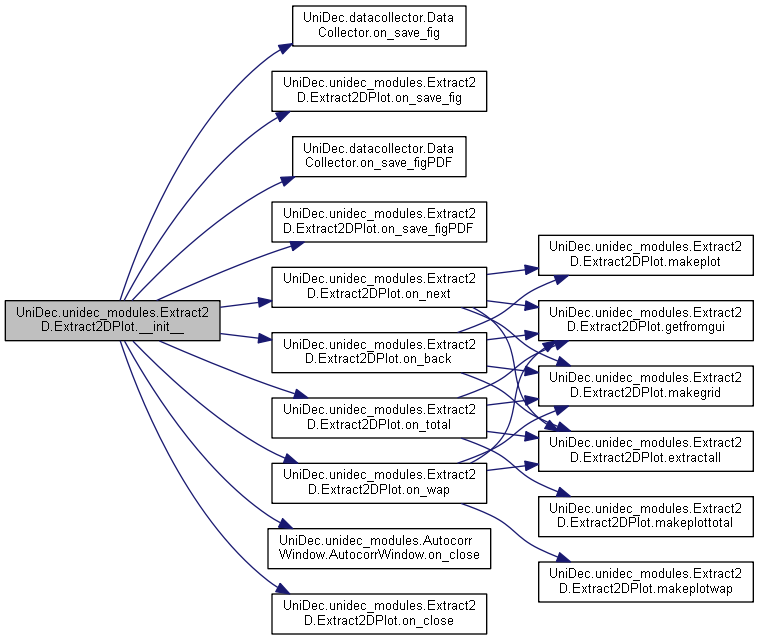 UniDec.datacollector.Data
Collector.on_save_fig
UniDec.unidec_modules.Extract2
D.Extract2DPlot.on_save_fig
UniDec.datacollector.Data
Collector.on_save_figPDF
UniDec.unidec_modules.Extract2
D.Extract2DPlot.on_save_figPDF
UniDec.unidec_modules.Extract2
D.Extract2DPlot.__init__
UniDec.unidec_modules.Extract2
D.Extract2DPlot.on_next
UniDec.unidec_modules.Extract2
D.Extract2DPlot.on_back
UniDec.unidec_modules.Extract2
D.Extract2DPlot.on_total
UniDec.unidec_modules.Extract2
D.Extract2DPlot.on_wap
UniDec.unidec_modules.Autocorr
Window.AutocorrWindow.on_close
UniDec.unidec_modules.Extract2
D.Extract2DPlot.on_close
UniDec.unidec_modules.Extract2
D.Extract2DPlot.makeplot
UniDec.unidec_modules.Extract2
D.Extract2DPlot.getfromgui
UniDec.unidec_modules.Extract2
D.Extract2DPlot.makegrid
UniDec.unidec_modules.Extract2
D.Extract2DPlot.extractall
UniDec.unidec_modules.Extract2
D.Extract2DPlot.makeplottotal
UniDec.unidec_modules.Extract2
D.Extract2DPlot.makeplotwap